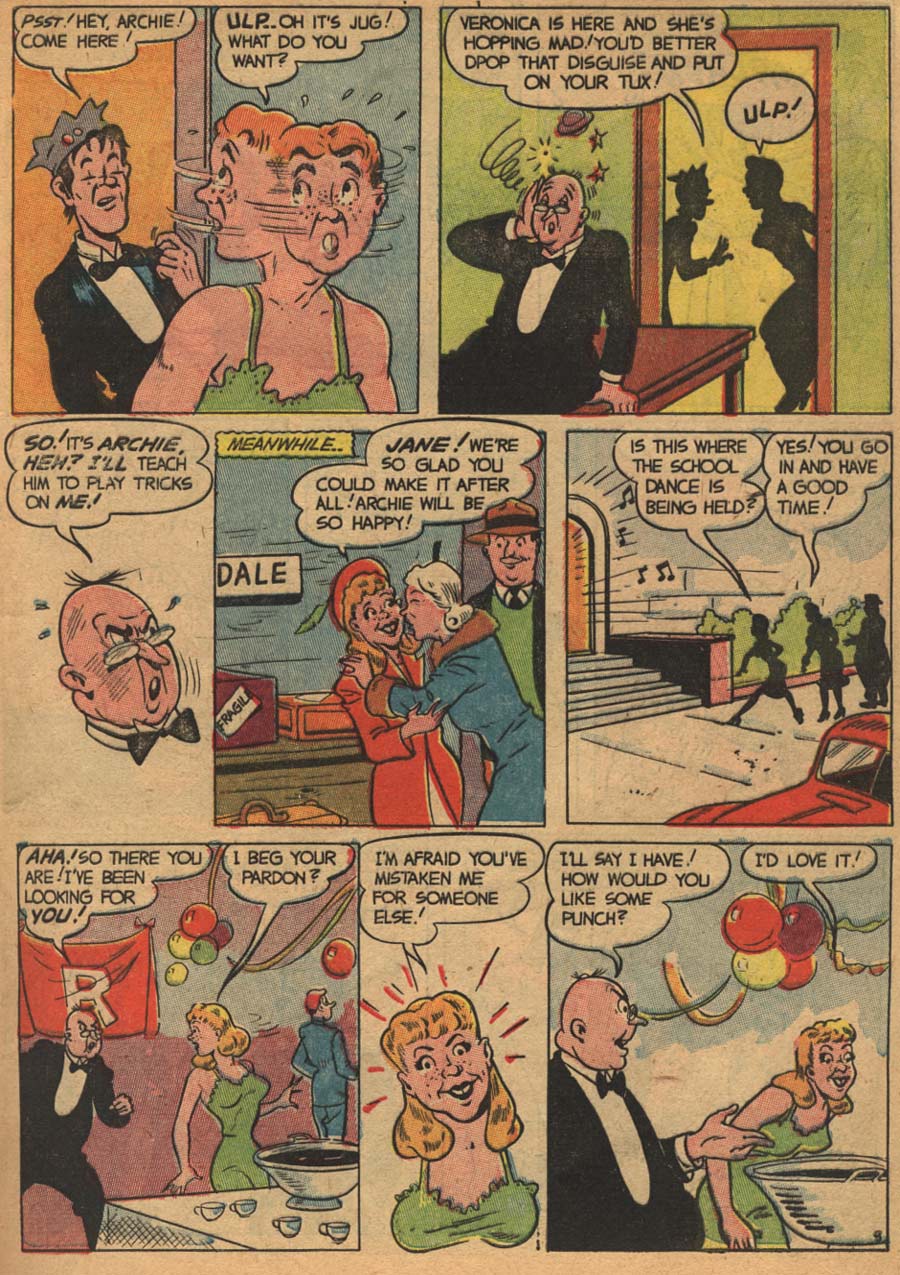 PSST! HEY, ARCHIE!
COME HERE!
ULP.. OH IT'S JUG!
WHAT DO YOU
WANT?
VERONICA IS HERE AND SHE'S
HOPPING MAD! YOU'D BETTER
DPOP THAT DISGUISE AND PUT
ON YOUR TUX!
ULP!
SO! IT'S ARCHIE,
HEH? I'LL TEACH
HIM TO PLAY TRICKS
ON ME!
MEANWHILE..
JANE! WE'RE
SO GLAD YOU
COULD MAKE IT AFTER
ALL! ARCHIE WILL BE
SO HAPPY!
DALE
FRAGIL
IS THIS WHERE
THE SCHOOL
DANCE IS
BEING HELD?
YES! YOU GO
IN AND HAVE
A GOOD
TIME!
AHA! SO THERE YOU
ARE! I'VE BEEN
LOOKING FOR
YOU!
I BEG YOUR
PARDON?
R
I'M AFRAID YOU'VE
MISTAKEN ME
FOR SOMEONE
ELSE!
I'LL SAY I HAVE!
HOW WOULD YOU
LIKE SOME
PUNCH?
I'D LOVE IT!